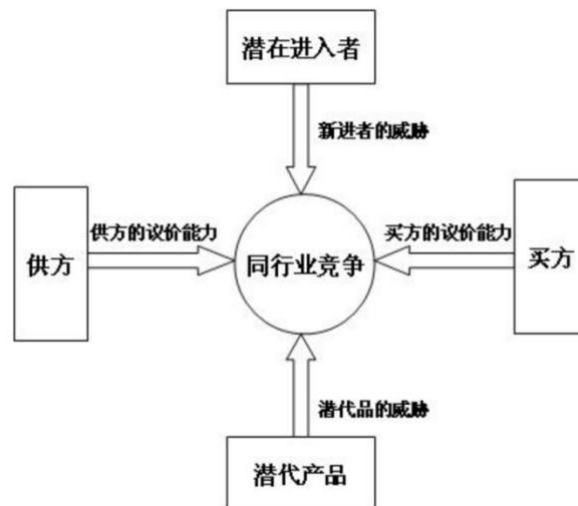 潜在进入者
新进者的威胁
供方
供方的议价能力
同行业竞争
买方的议价能力
买方
潜代品的威胁
潜代产品